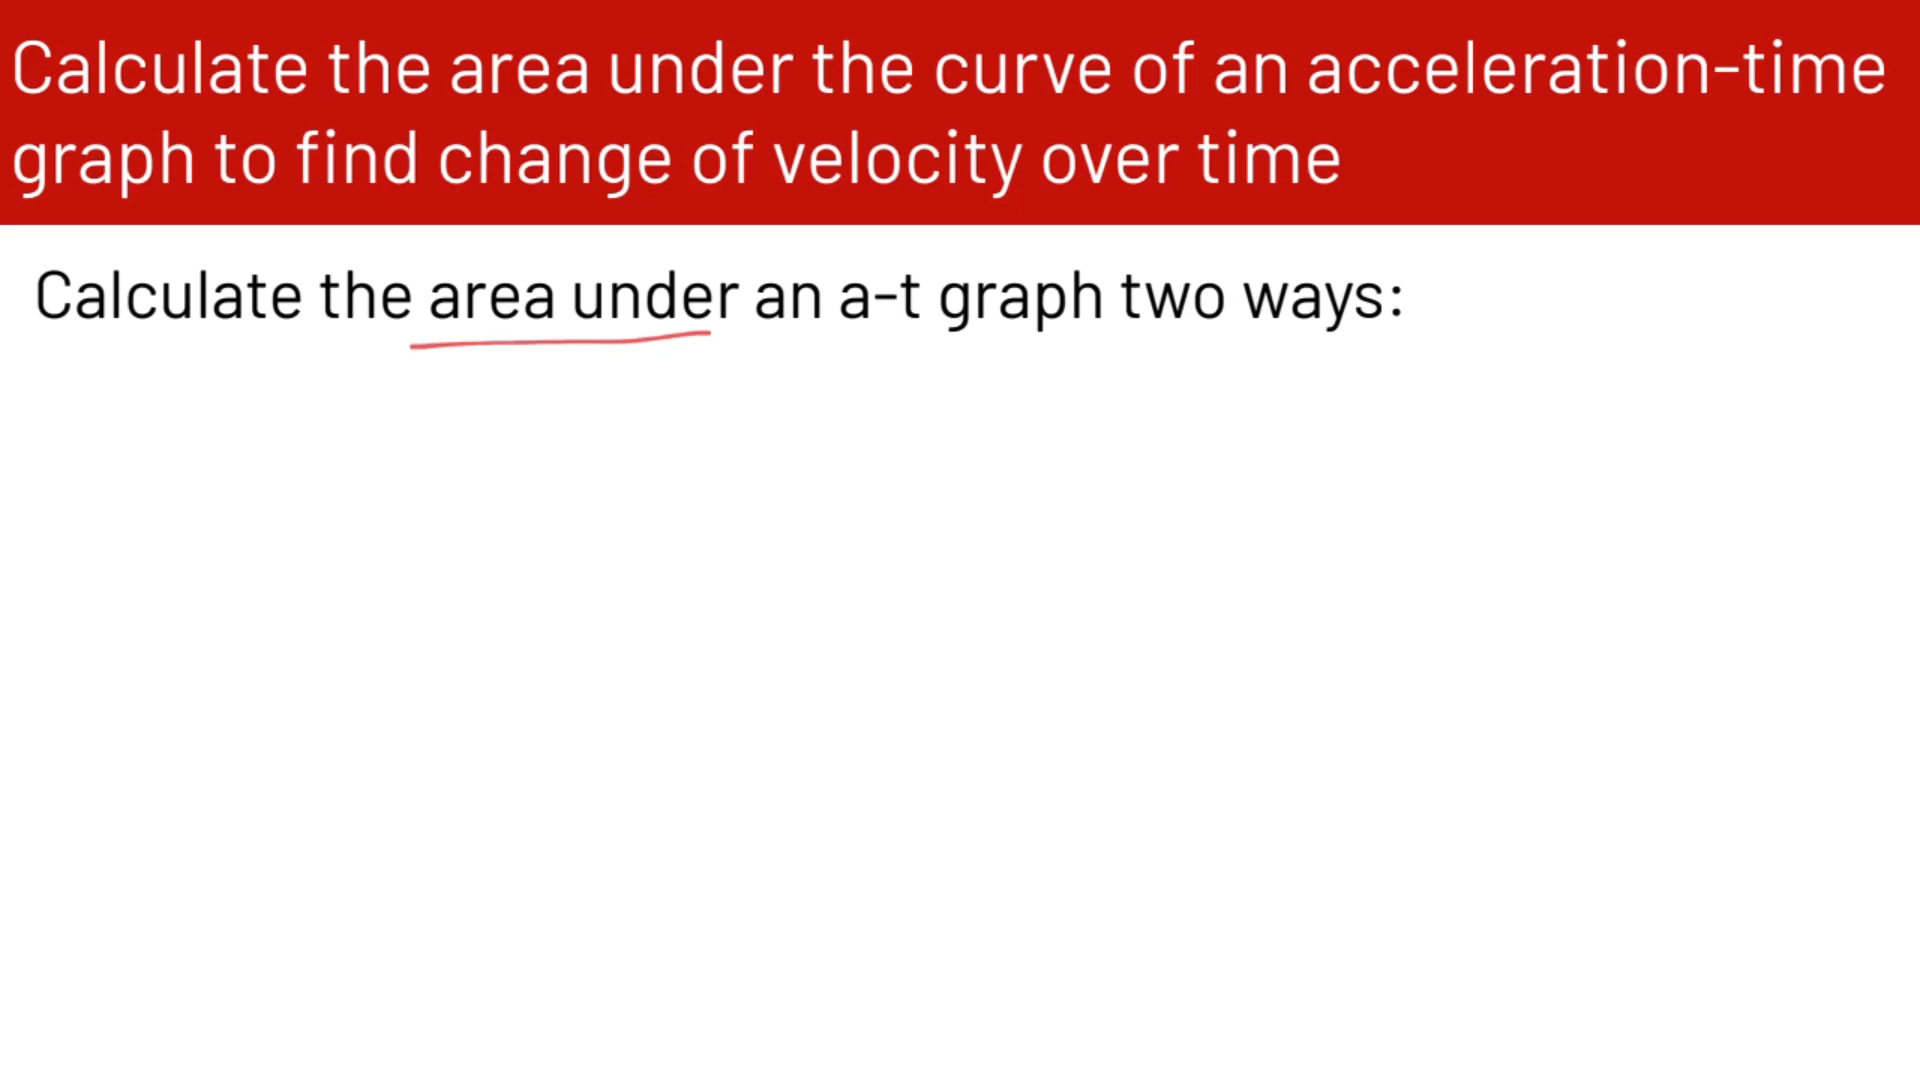 Calculate the area under the curve of an acceleration-time
graph to find change of velocity over time
Calculate the area under an a-t graph two ways: